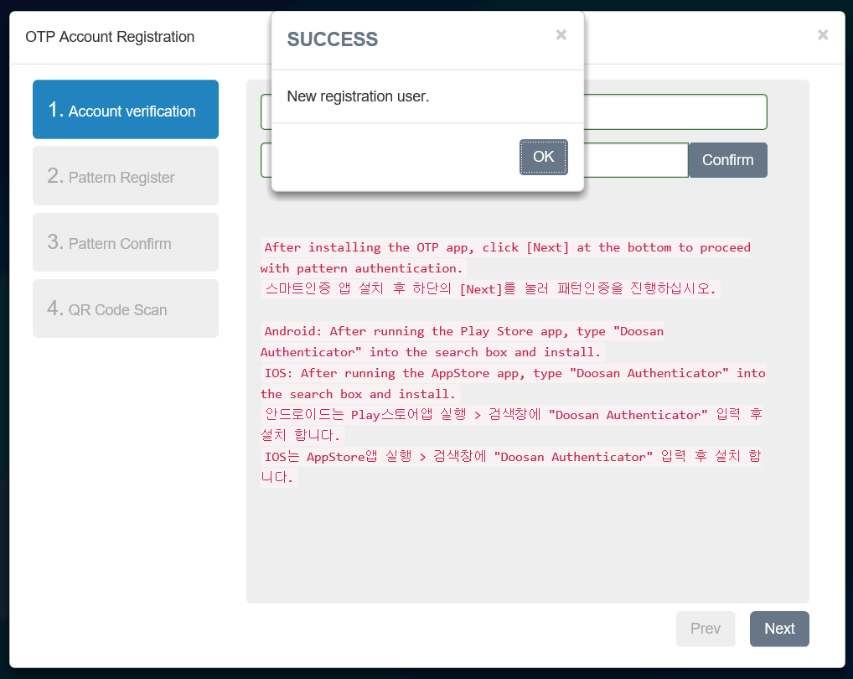 OTP Account Registration
×
SUCCESS
×
New registration user.
OK
1. Account verification
2. Pattern Register
3. Pattern Confirm
4. QR Code Scan
Confirm
After installing the OTP app, click [Next] at the bottom to proceed
with pattern authentication.
스마트인증 앱 설치 후 하단의 [Next]를 눌러 패턴인증을 진행하십시오.
Android: After running the Play Store app, type "Doosan
Authenticator" into the search box and install.
IOS: After running the AppStore app, type "Doosan Authenticator" into
the search box and install.
안드로이드는 Play스토어앱 실행 > 검색창에 "Doosan Authenticator" 입력 후
설치 합니다.
IOS는 AppStore앱 실행 > 검색창에 "Doosan Authenticator" 입력 후 설치 합
니다.
Prev
Next